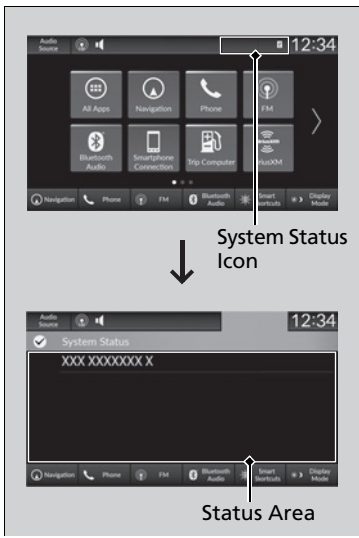 Audio
Source
12:34
All Apps
Navigation
Phone
FM
Bluetooth
Audio
Smartphone
Connection
Trip Computer
SiriusXM
Navigation
Phone
FM
Bluetooth
Audio
Smart
Shortcuts
Display
Mode
System Status
Icon
Audio
Source
12:34
System Status
XXX XXXXXXX X
Navigation
Phone
FM
Bluetooth
Audio
Smart
Shortcuts
Display
Mode
Status Area